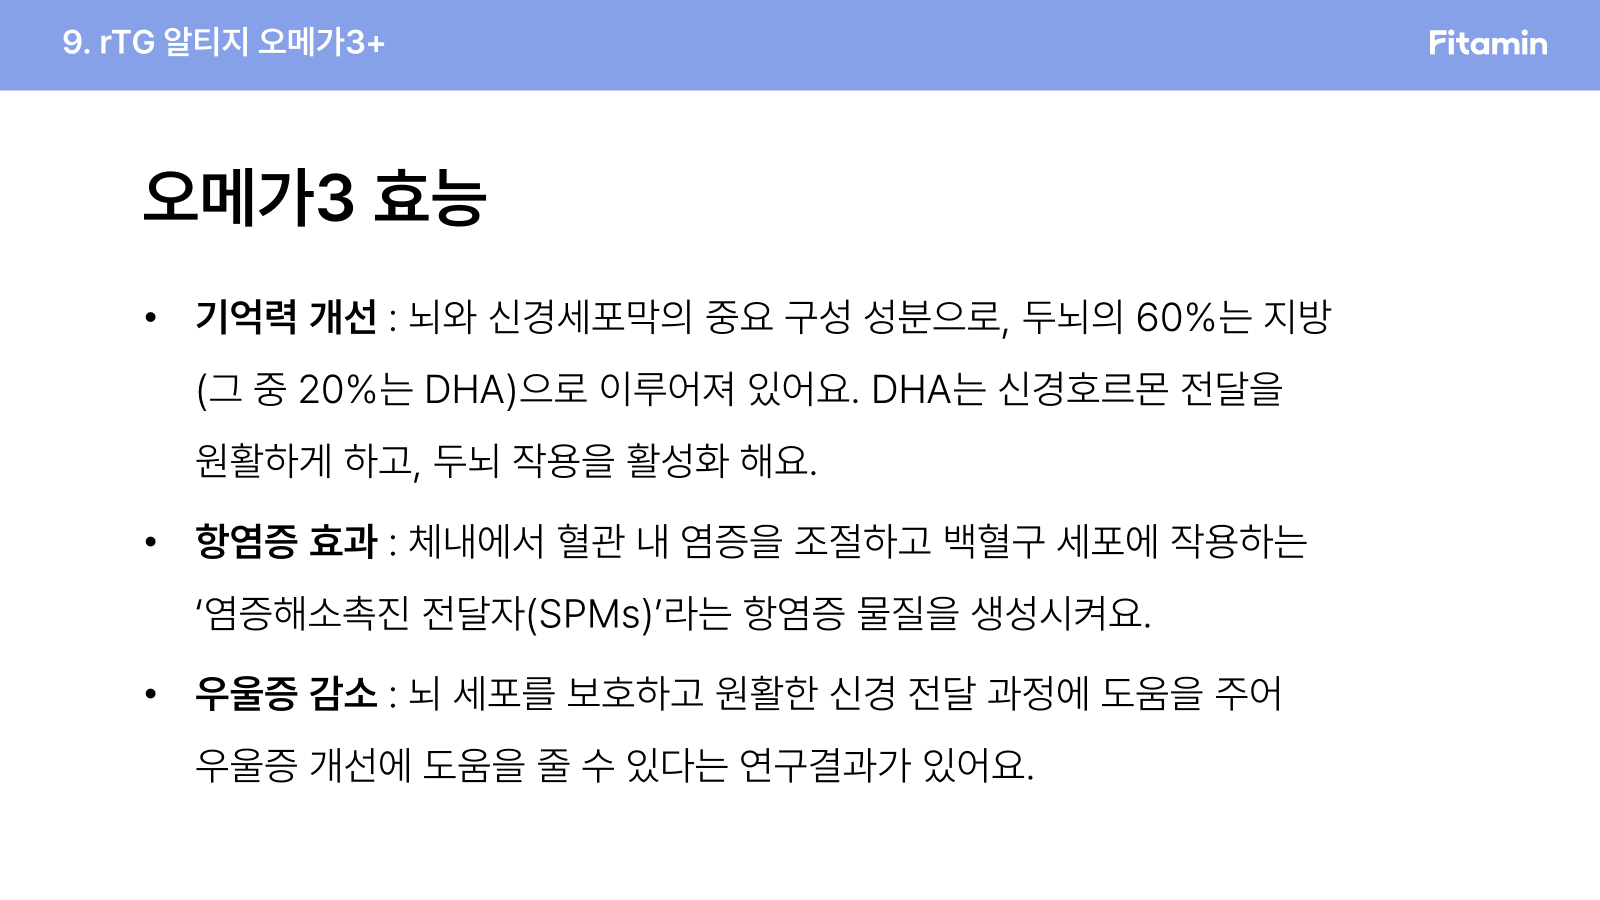 9. rTG 알티지 오메가3+
Fitamin
오메가3 효능
• 기억력 개선 : 뇌와 신경세포막의 중요 구성 성분으로, 두뇌의 60%는 지방
(그 중 20%는 DHA)으로 이루어져 있어요. DHA는 신경호르몬 전달을
원활하게 하고, 두뇌 작용을 활성화 해요.
• 항염증 효과 : 체내에서 혈관 내 염증을 조절하고 백혈구 세포에 작용하는
‘염증해소촉진 전달자(SPMs)’라는 항염증 물질을 생성시켜요.
• 우울증 감소 : 뇌 세포를 보호하고 원활한 신경 전달 과정에 도움을 주어
우울증 개선에 도움을 줄 수 있다는 연구결과가 있어요.